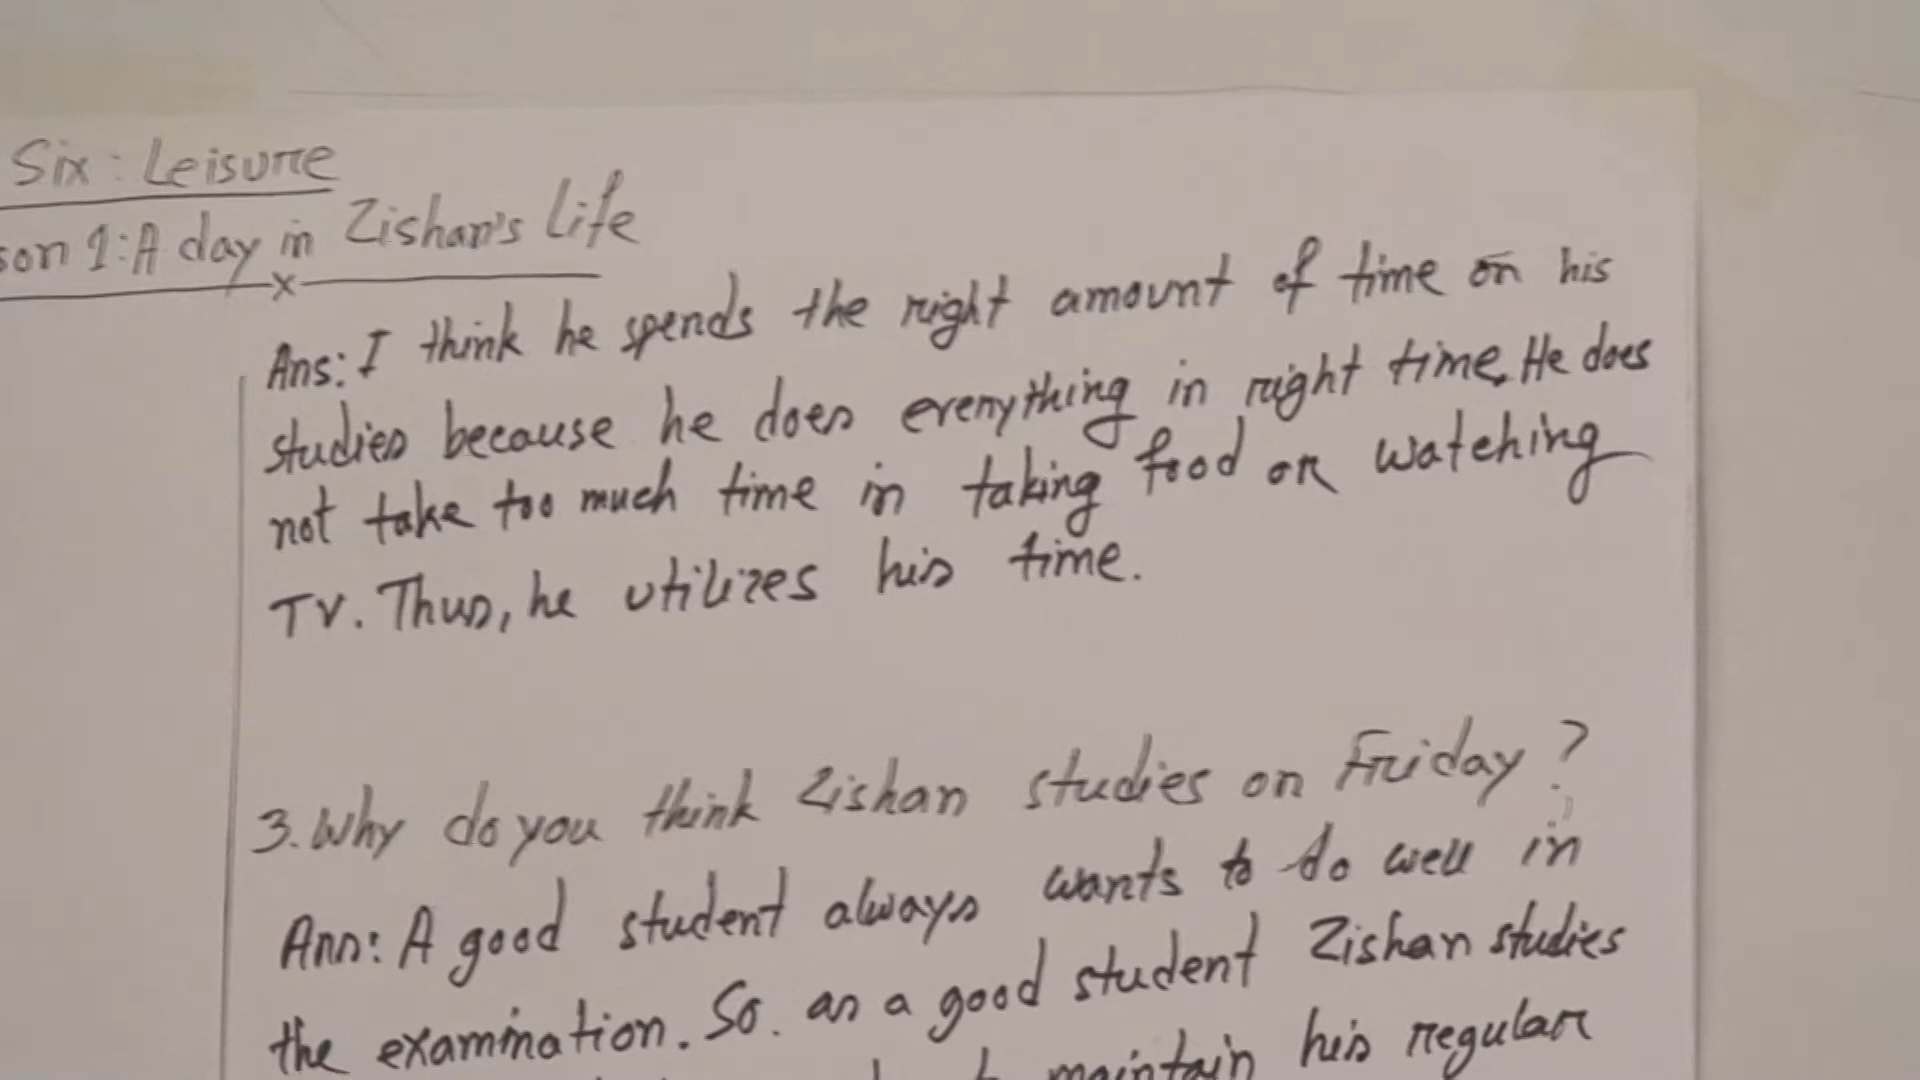 Six: Leisure
son 1: A day in Zishan's Life
Ans: I think he spends the right amount of time on his
studies because he does everything in right time. He does
not take too much time in taking food or watching
TV. Thus, he utilizes his time.
3. Why do you think Zishan studies on Friday?
Ans: A good student always wants to do well in
the examination. So. as a good student Zishan studies
maintain his regular